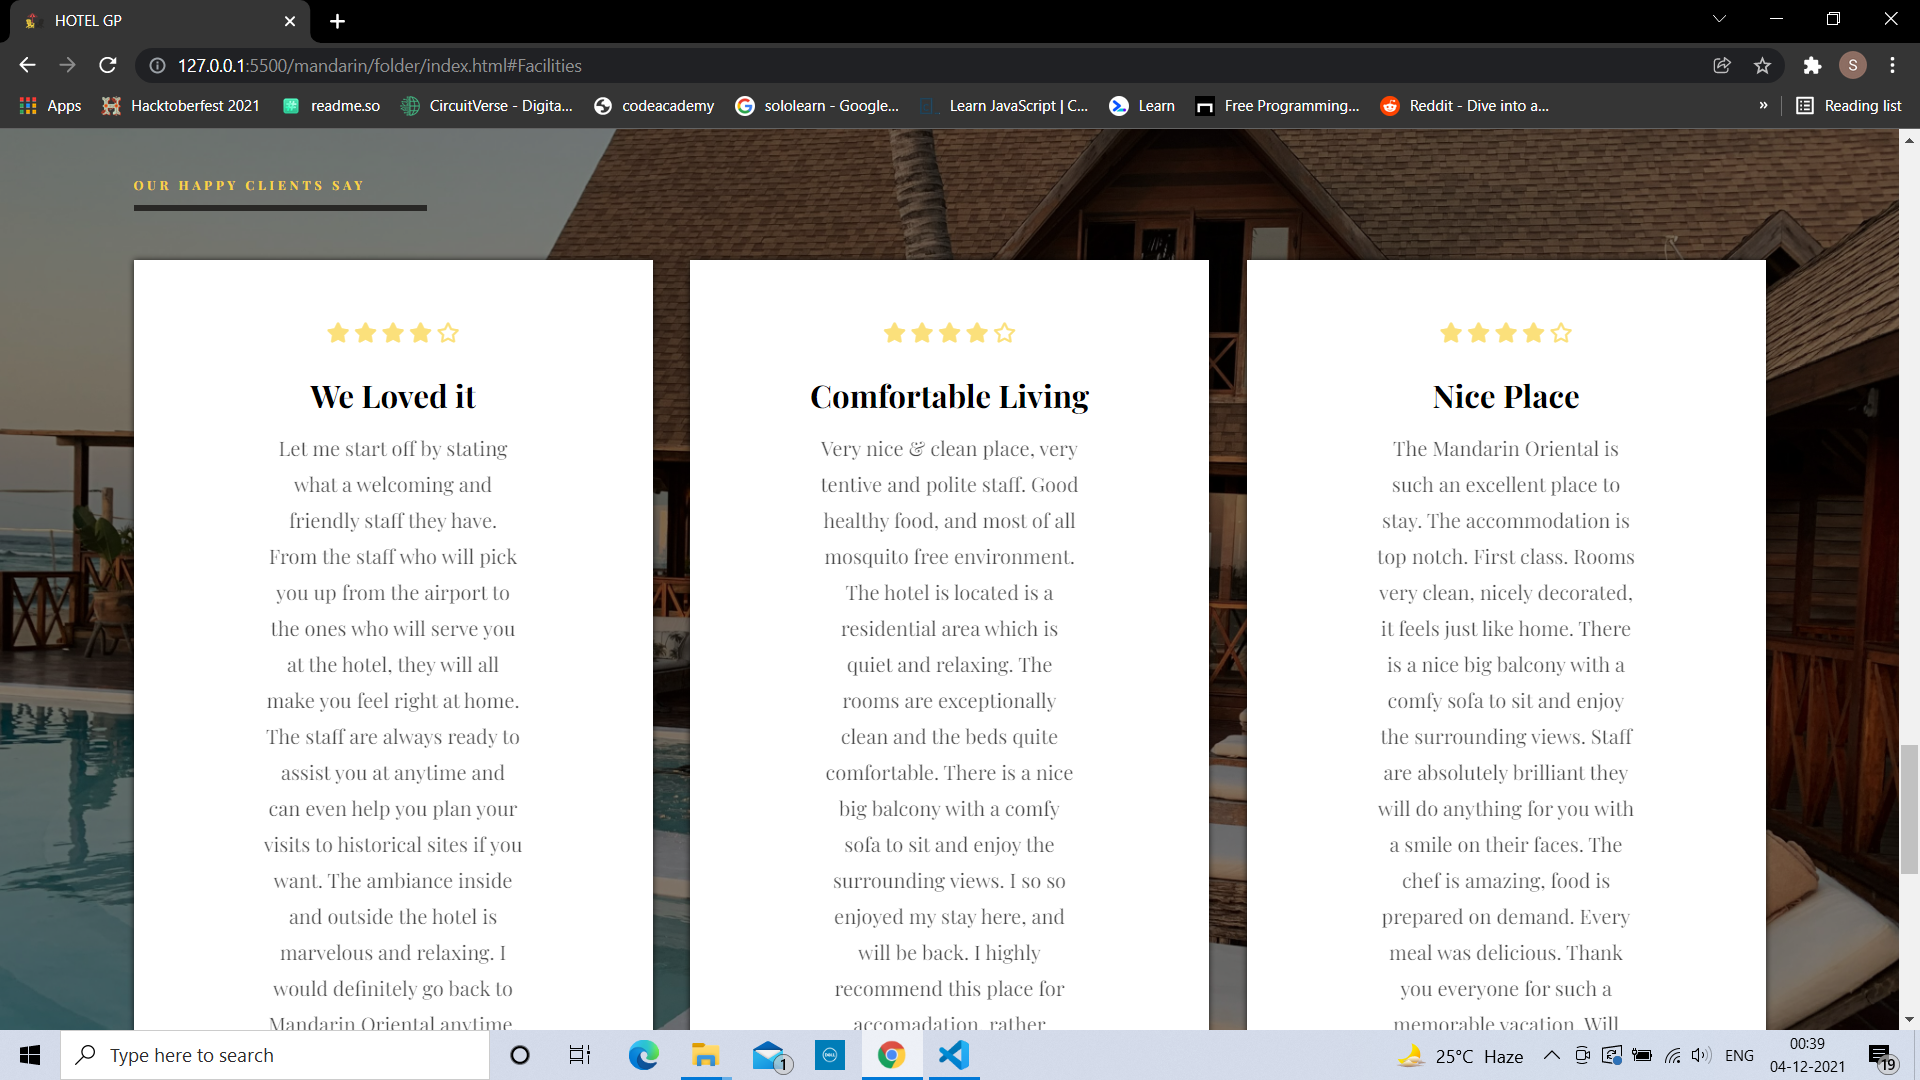 HOTEL GP
127.0.0.1:5500/mandarin/folder/index.html#Facilities
S
Apps
Hacktoberfest 2021
readme.so
CircuitVerse - Digita...
codeacademy
sololearn - Google...
Learn JavaScript | C...
Learn
Free Programming...
Reddit - Dive into a...
»
Reading list
OUR HAPPY CLIENTS SAY
We Loved it
Let me start off by stating
what a welcoming and
friendly staff they have.
From the staff who will pick
you up from the airport to
the ones who will serve you
at the hotel, they will all
make you feel right at home.
The staff are always ready to
assist you at anytime and
can even help you plan your
visits to historical sites if you
want. The ambiance inside
and outside the hotel is
marvelous and relaxing. I
would definitely go back to
Mandarin Oriental anytime
Comfortable Living
Very nice & clean place, very
tentive and polite staff. Good
healthy food, and most of all
mosquito free environment.
The hotel is located is a
residential area which is
quiet and relaxing. The
rooms are exceptionally
clean and the beds quite
comfortable. There is a nice
big balcony with a comfy
sofa to sit and enjoy the
surrounding views. I so so
enjoyed my stay here, and
will be back. I highly
recommend this place for
accomadation, rather
Nice Place
The Mandarin Oriental is
such an excellent place to
stay. The accommodation is
top notch. First class. Rooms
very clean, nicely decorated,
it feels just like home. There
is a nice big balcony with a
comfy sofa to sit and enjoy
the surrounding views. Staff
are absolutely brilliant they
will do anything for you with
a smile on their faces. The
chef is amazing, food is
prepared on demand. Every
meal was delicious. Thank
you everyone for such a
memorable vacation. Will
Type here to search
1
DELL
25°C Haze
ENG
00:39
04-12-2021
19